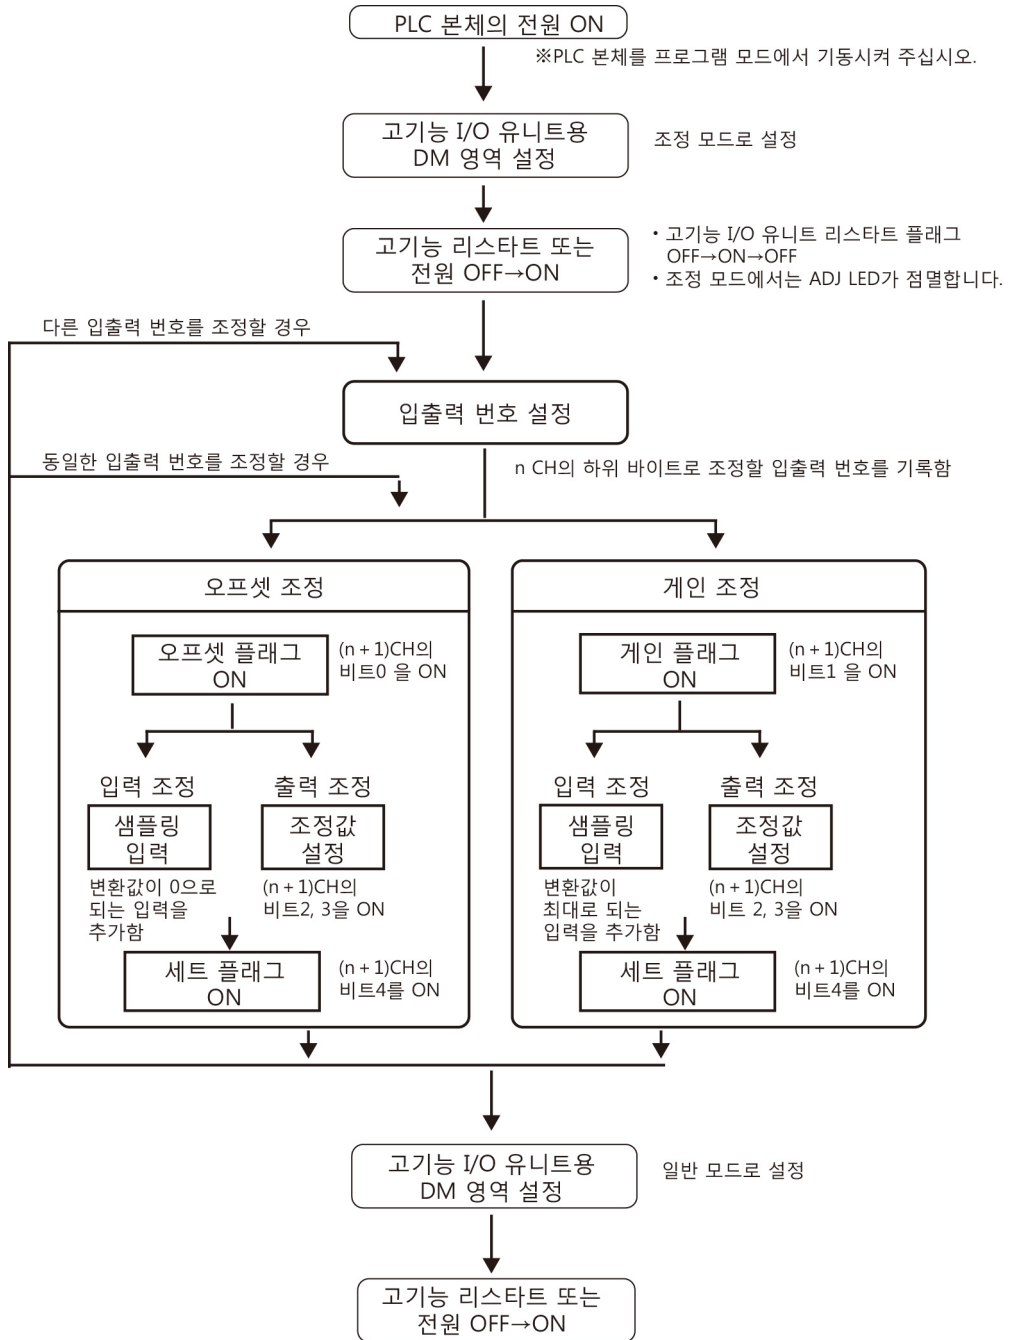 PLC 본체의 전원 ON
※PLC 본체를 프로그램 모드에서 기동시켜 주십시오.
고기능 I/O 유니트용
DM 영역 설정
조정 모드로 설정
고기능 리스타트 또는
전원 OFF→ON
• 고기능 I/O 유니트 리스타트 플래그
OFF→ON→OFF
• 조정 모드에서는 ADJ LED가 점멸합니다.
다른 입출력 번호를 조정할 경우
입출력 번호 설정
동일한 입출력 번호를 조정할 경우
n CH의 하위 바이트로 조정할 입출력 번호를 기록함
오프셋 조정
오프셋 플래그
ON
(n + 1)CH의
비트0 을 ON
입력 조정
샘플링
입력
변환값이 0으로
되는 입력을
추가함
출력 조정
조정값
설정
(n + 1)CH의
비트2, 3을 ON
세트 플래그
ON
(n + 1)CH의
비트4를 ON
게인 조정
게인 플래그
ON
(n + 1)CH의
비트1 을 ON
입력 조정
샘플링
입력
변환값이
최대로 되는
입력을 추가함
출력 조정
조정값
설정
(n + 1)CH의
비트 2, 3을 ON
세트 플래그
ON
(n + 1)CH의
비트4를 ON
고기능 I/O 유니트용
DM 영역 설정
일반 모드로 설정
고기능 리스타트 또는
전원 OFF→ON